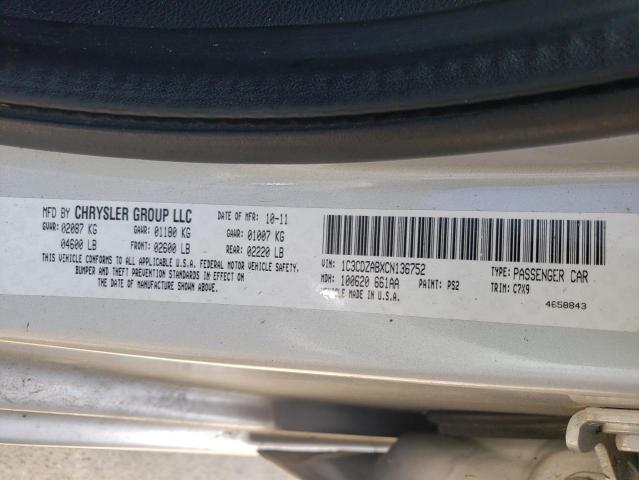 MFD BY CHRYSLER GROUP LLC DATE OF MFR: 10-11
GVWR: 02087 KG GAWR: 01180 KG GAWR: 01007 KG
04600 LB FRONT: 02600 LB REAR: 02220 LB
THIS VEHICLE CONFORMS TO ALL APPLICABLE U.S.A. FEDERAL MOTOR VEHICLE SAFETY,
BUMPER AND THEFT PREVENTION STANDARDS IN EFFECT ON
THE DATE OF MANUFACTURE SHOWN ABOVE.
VIN: 1C3CDZABXCN136752 TYPE: PASSENGER CAR
MDH: 100620 661AA PAINT: PS2 TRIM: C7X9
VEHICLE MADE IN U.S.A.
4658843